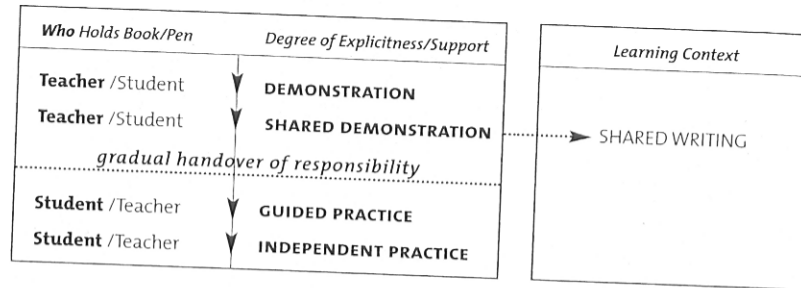 Who Holds Book/Pen Degree of Explicitness/Support
Teacher /Student DEMONSTRATION
Teacher /Student SHARED DEMONSTRATION
gradual handover of responsibility
Student /Teacher GUIDED PRACTICE
Student /Teacher INDEPENDENT PRACTICE
Learning Context
SHARED WRITING